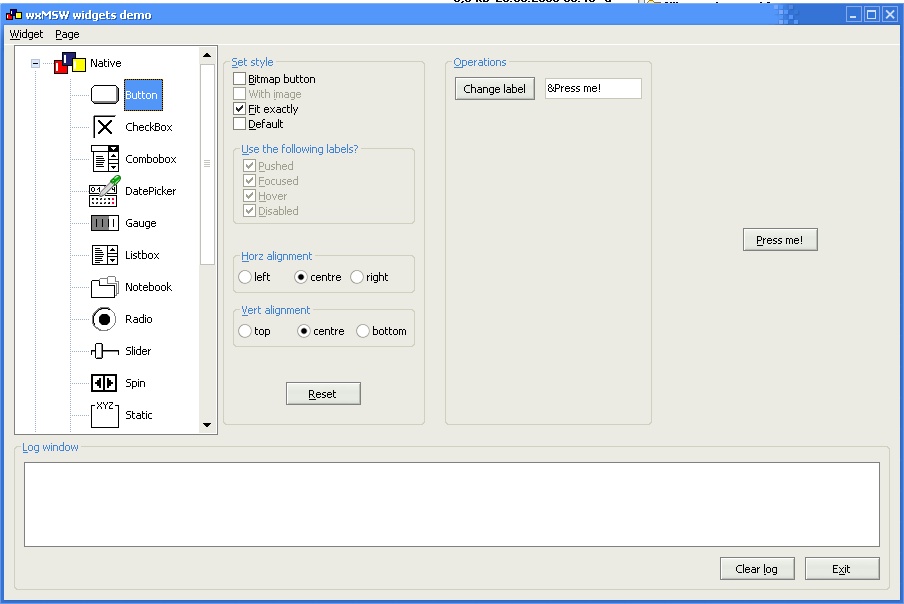 wxMSW widgets demo
Widget Page
Native
Button
CheckBox
Combobox
DatePicker
Gauge
Listbox
Notebook
Radio
Slider
Spin
XYZ
Static
Set style
Bitmap button
With image
Fit exactly
Default
Use the following labels?
Pushed
Focused
Hover
Disabled
Horz alignment
left centre right
Vert alignment
top centre bottom
Reset
Operations
Change label &Press me!
Press me!
Log window
Clear log Exit